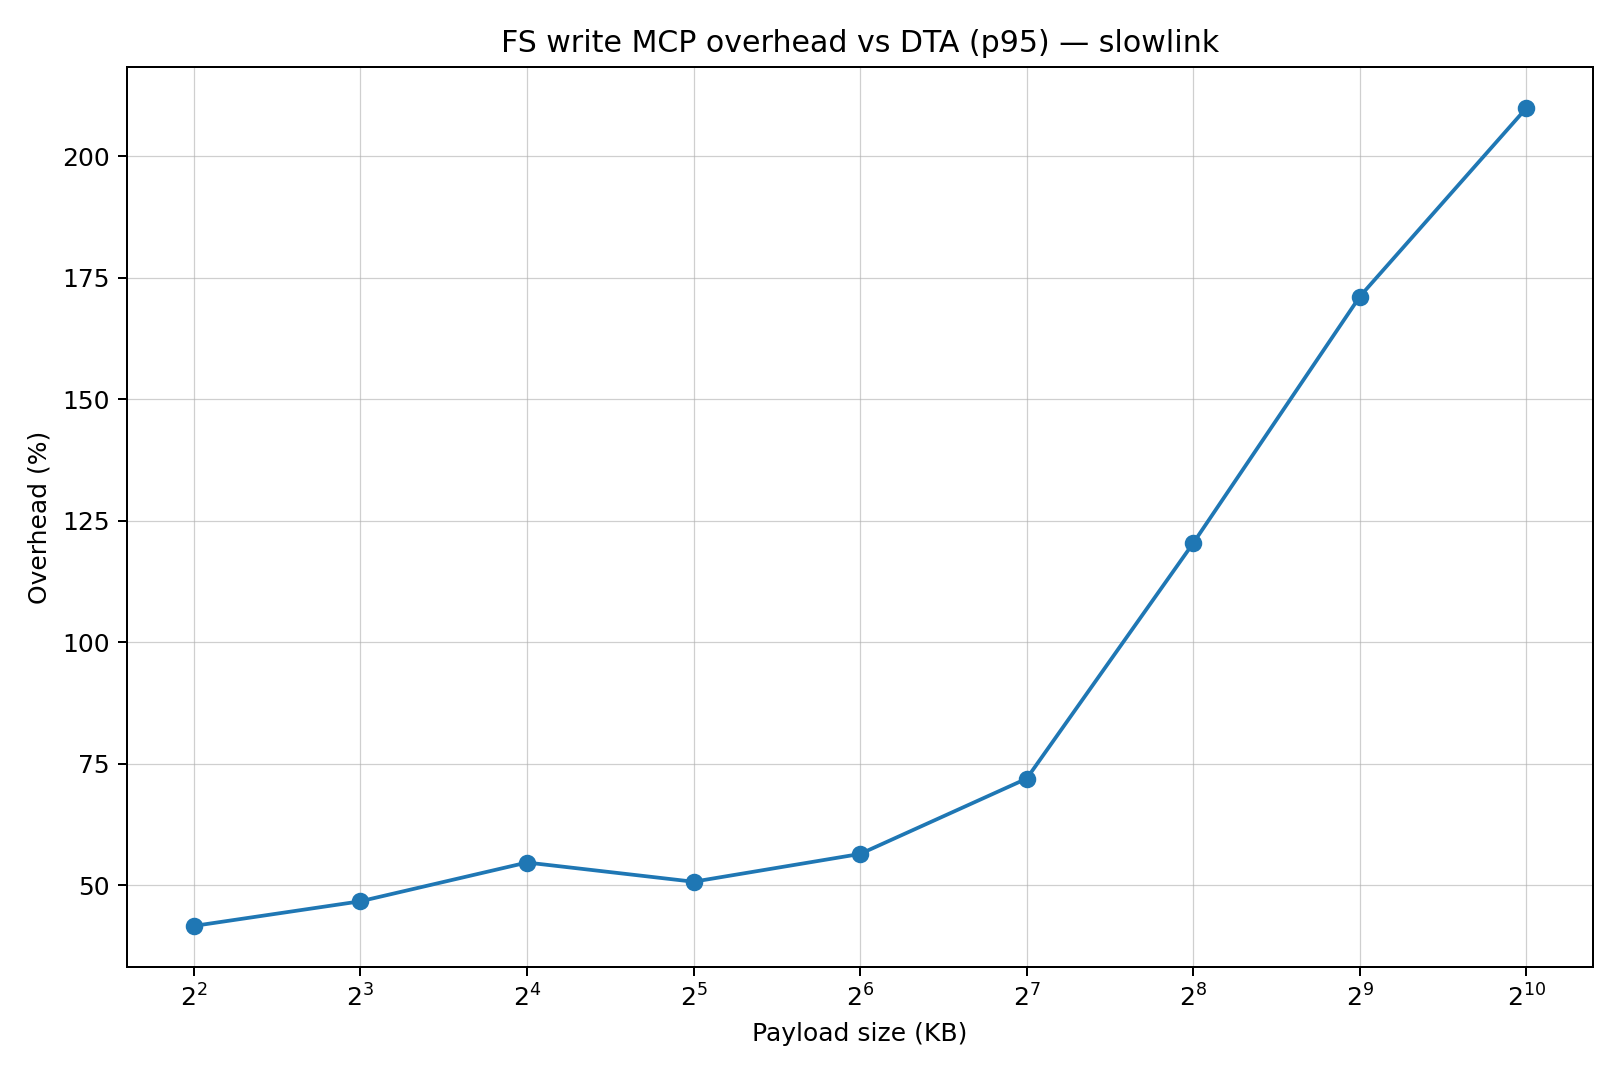 FS write MCP overhead vs DTA (p95) — slowlink
Overhead (%)
200
175
150
125
100
75
50
2² 2³ 2⁴ 2⁵ 2⁶ 2⁷ 2⁸ 2⁹ 2¹⁰
Payload size (KB)